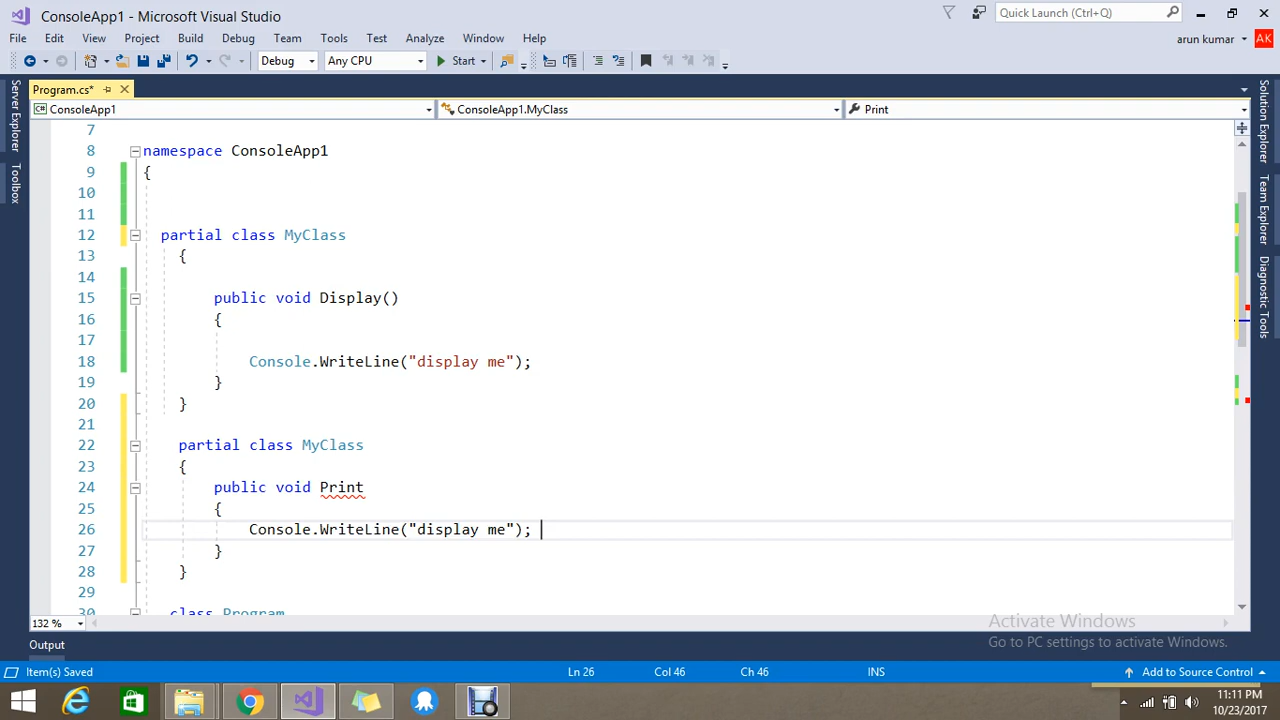 ConsoleApp1 - Microsoft Visual Studio
Quick Launch (Ctrl+Q)
File Edit View Project Build Debug Team Tools Test Analyze Window Help
arun kumar AK
Debug Any CPU Start
Program.cs*
ConsoleApp1 ConsoleApp1.MyClass Print
Server Explorer
Toolbox
Solution Explorer
Team Explorer
Diagnostic Tools
7
8 namespace ConsoleApp1
9 {
10
11
12 partial class MyClass
13 {
14
15 public void Display()
16 {
17
18 Console.WriteLine("display me");
19 }
20 }
21
22 partial class MyClass
23 {
24 public void Print
25 {
26 Console.WriteLine("display me");
27 }
28 }
29
30 class Program
132 %
Activate Windows
Go to PC settings to activate Windows.
Output
Item(s) Saved Ln 26 Col 46 Ch 46 INS Add to Source Control
11:11 PM
10/23/2017